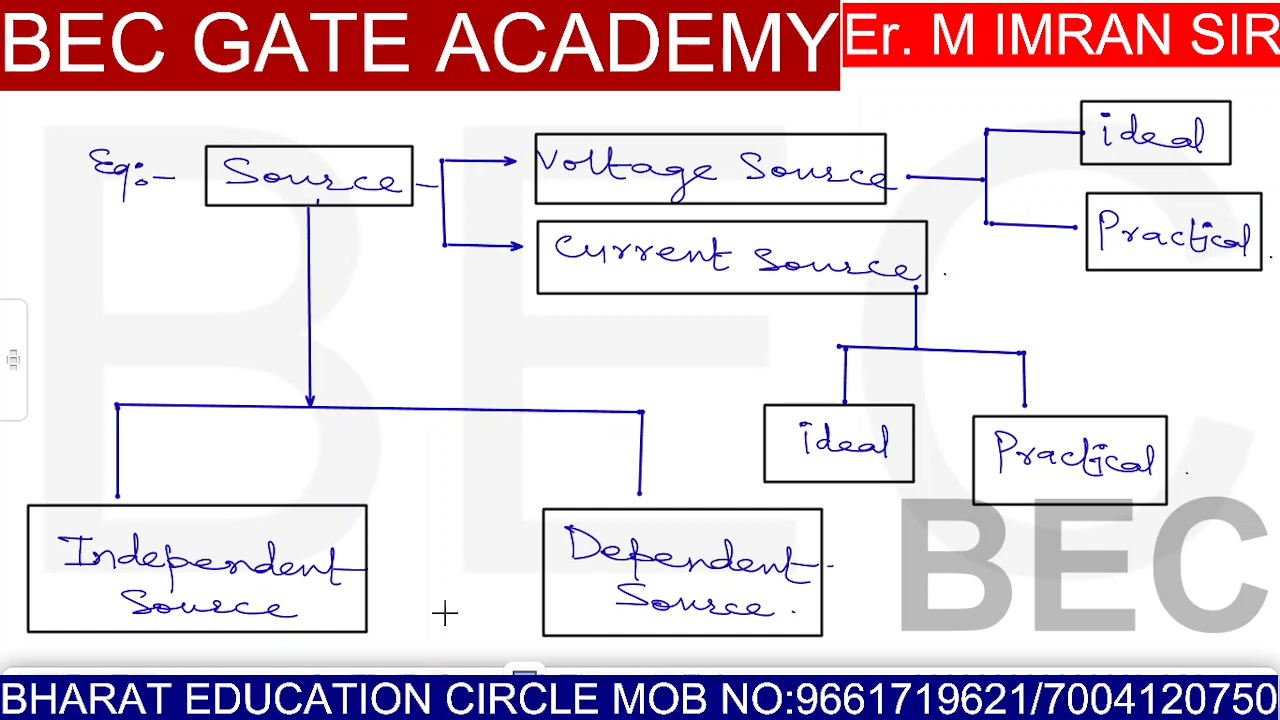 BEC GATE ACADEMY
Er. M IMRAN SIR
Eg:-
Source
Voltage Source
ideal
Practical
Current Source.
ideal
Practical
Independent
Source
Dependent
Source.
BEC
BEC
BHARAT EDUCATION CIRCLE MOB NO:9661719621/7004120750